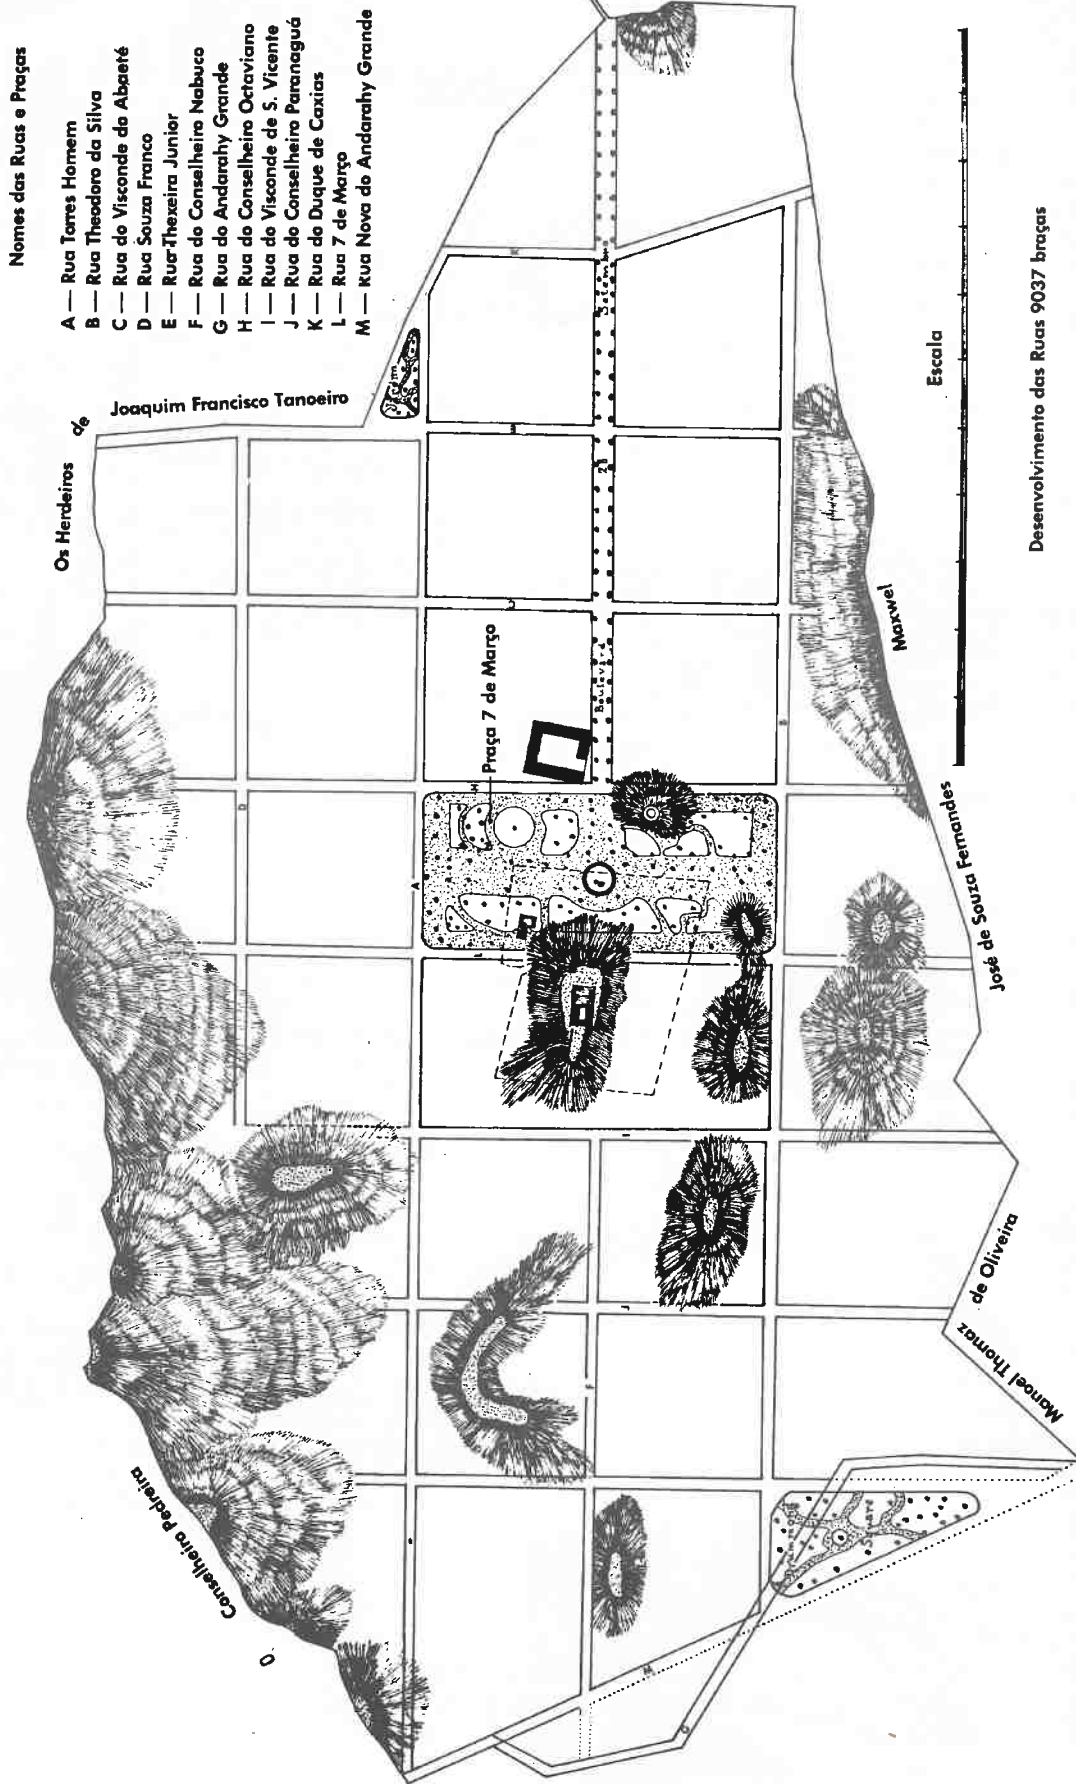 Nomes das Ruas e Praças
A — Rua Torres Homem
B — Rua Theodoro da Silva
C — Rua do Visconde do Abaeté
D — Rua Souza Franco
E — Rua Thexeira Junior
F — Rua do Conselheiro Nabuco
G — Rua do Andarahy Grande
H — Rua do Conselheiro Octaviano
I — Rua do Visconde de S. Vicente
J — Rua do Conselheiro Paranaguá
K — Rua do Duque de Caxias
L — Rua 7 de Março
M — Rua Nova do Andarahy Grande
Os Herdeiros de Joaquim Francisco Tanoeiro
O Conselheiro Pedreira
Praça 7 de Março
Boulevard 28 Setembro
Maxwel
José de Souza Fernandes
Manoel Thomaz de Oliveira
A
B
C
D
F
G
H
I
J
K
L
M
Escala
Desenvolvimento das Ruas 9037 braças